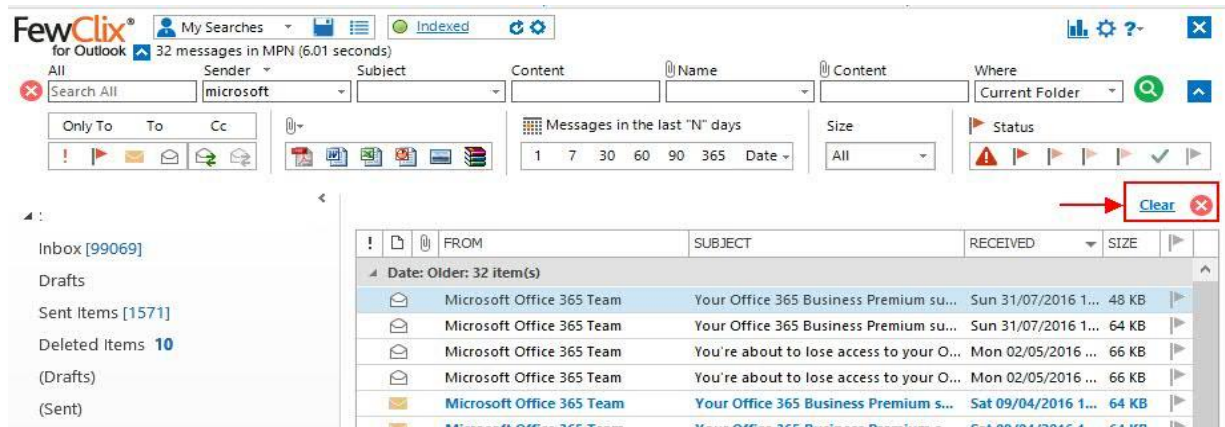 FewClix® My Searches Indexed ?
for Outlook 32 messages in MPN (6.01 seconds)
All Sender Subject Content Name Content Where
Search All microsoft Current Folder
Only To To Cc Messages in the last "N" days Size Status
! 1 7 30 60 90 365 Date All
Clear
:
Inbox [99069]
Drafts
Sent Items [1571]
Deleted Items 10
(Drafts)
(Sent)
! FROM SUBJECT RECEIVED SIZE
Date: Older: 32 item(s)
Microsoft Office 365 Team Your Office 365 Business Premium su... Sun 31/07/2016 1... 48 KB
Microsoft Office 365 Team Your Office 365 Business Premium su... Sun 31/07/2016 1... 64 KB
Microsoft Office 365 Team You're about to lose access to your O... Mon 02/05/2016 ... 66 KB
Microsoft Office 365 Team You're about to lose access to your O... Mon 02/05/2016 ... 66 KB
Microsoft Office 365 Team Your Office 365 Business Premium s... Sat 09/04/2016 1... 64 KB